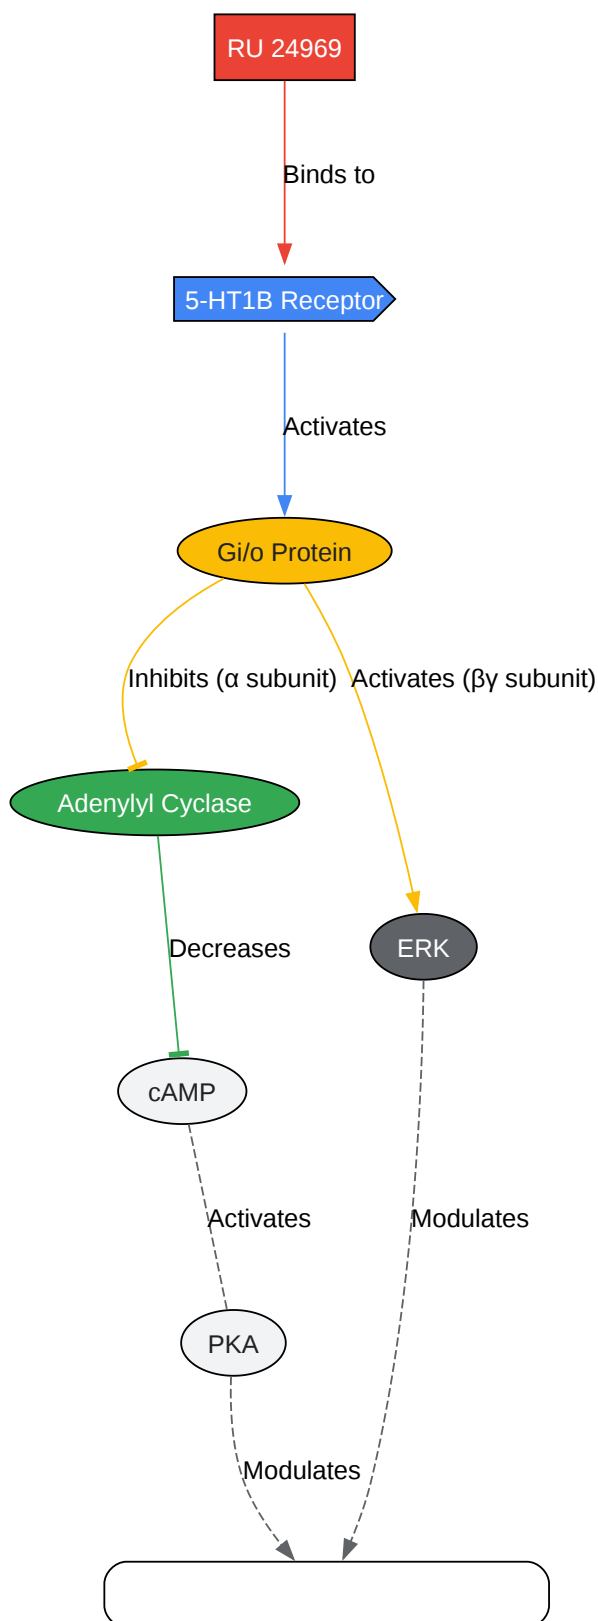 RU 24969
Binds to
5-HT1B Receptor
Activates
Gi/o Protein
Inhibits (α subunit)
Activates (βγ subunit)
Adenylyl Cyclase
Decreases
ERK
cAMP
Activates
Modulates
PKA
Modulates